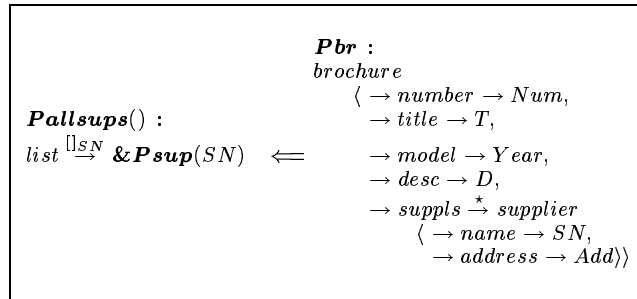 Pbr :
brochure
⟨ → number → Num,
Pallsups() :
→ title → T,
list →^{[]_{SN}} &Psup(SN) ⟸
→ model → Year,
→ desc → D,
→ suppls →^{⋆} supplier
⟨ → name → SN,
→ address → Add⟩⟩